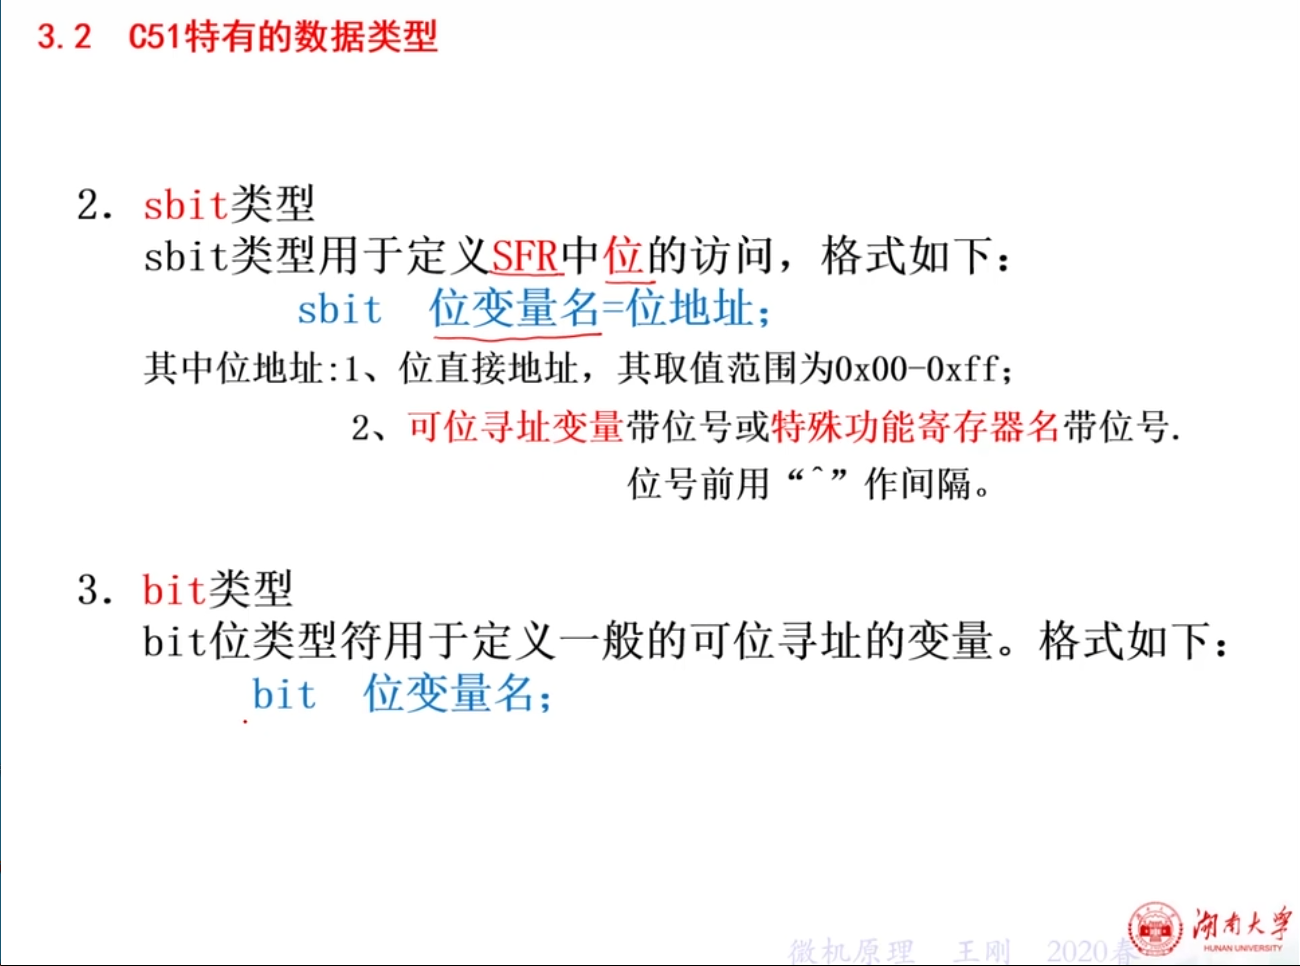 3.2 C51特有的数据类型
2. sbit类型
sbit类型用于定义SFR中位的访问，格式如下：
sbit 位变量名=位地址；
其中位地址:1、位直接地址，其取值范围为0x00-0xff；
2、可位寻址变量带位号或特殊功能寄存器名带位号.
位号前用“^”作间隔。
3. bit类型
bit位类型符用于定义一般的可位寻址的变量。格式如下：
bit 位变量名；
湖南大学
HUNAN UNIVERSITY
微机原理 王刚 2020春